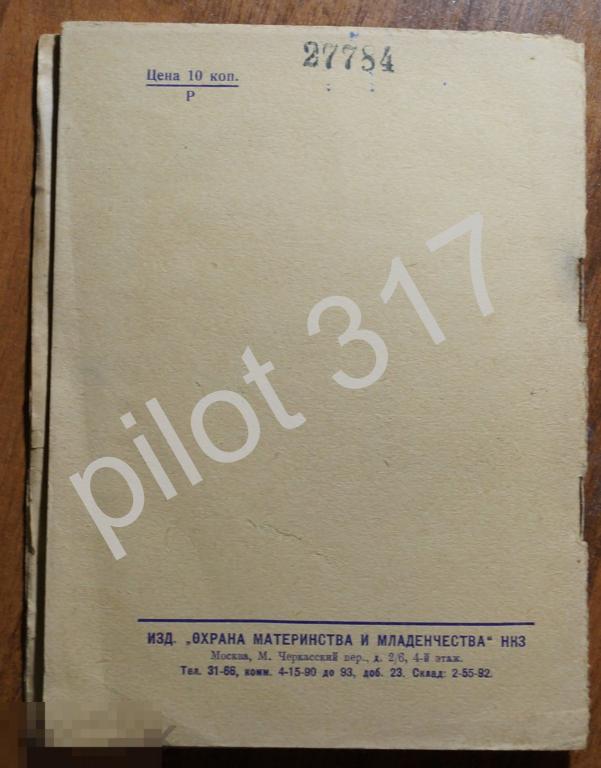 27784
Цена 10 коп.
Р
pilot 317
ИЗД. „ОХРАНА МАТЕРИНСТВА И МЛАДЕНЧЕСТВА“ НКЗ
Москва, М. Черкасский пер., д. 2/6, 4-й этаж.
Тел. 31-66, комм. 4-15-90 до 93, доб. 23. Склад: 2-55-92.